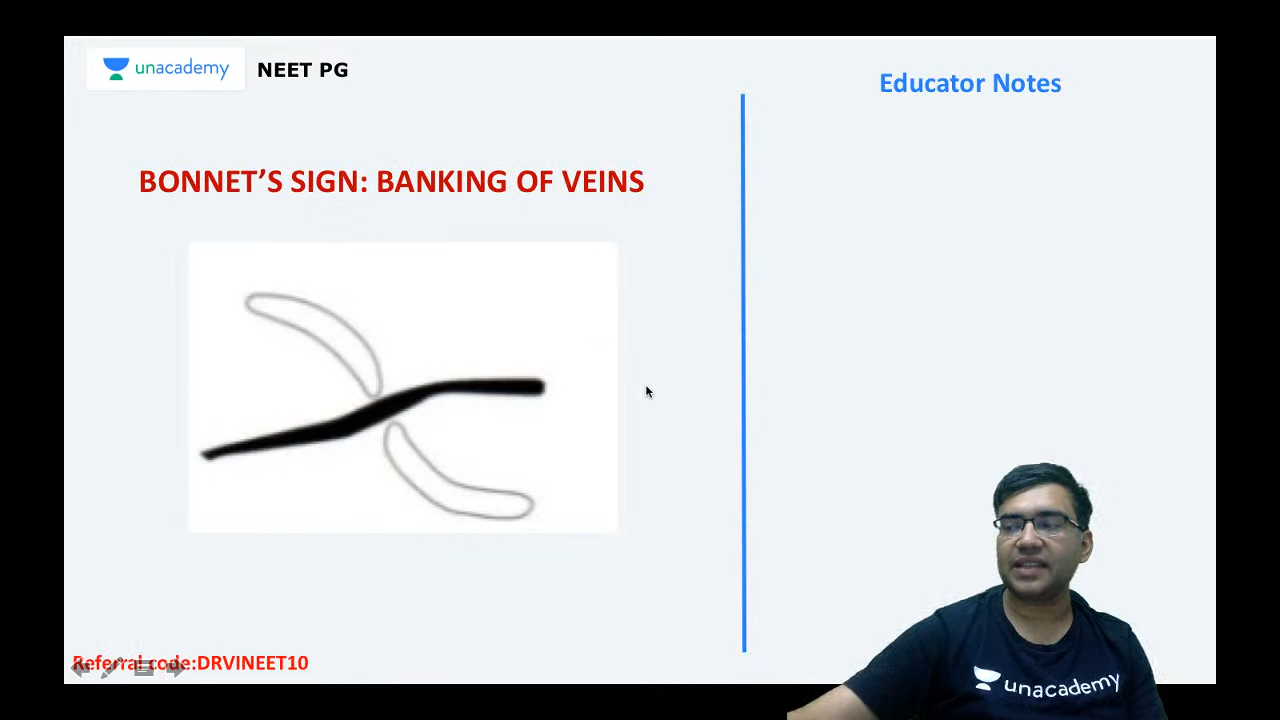 unacademy NEET PG
Educator Notes
BONNET’S SIGN: BANKING OF VEINS
Referral code:DRVINEET10
unacademy